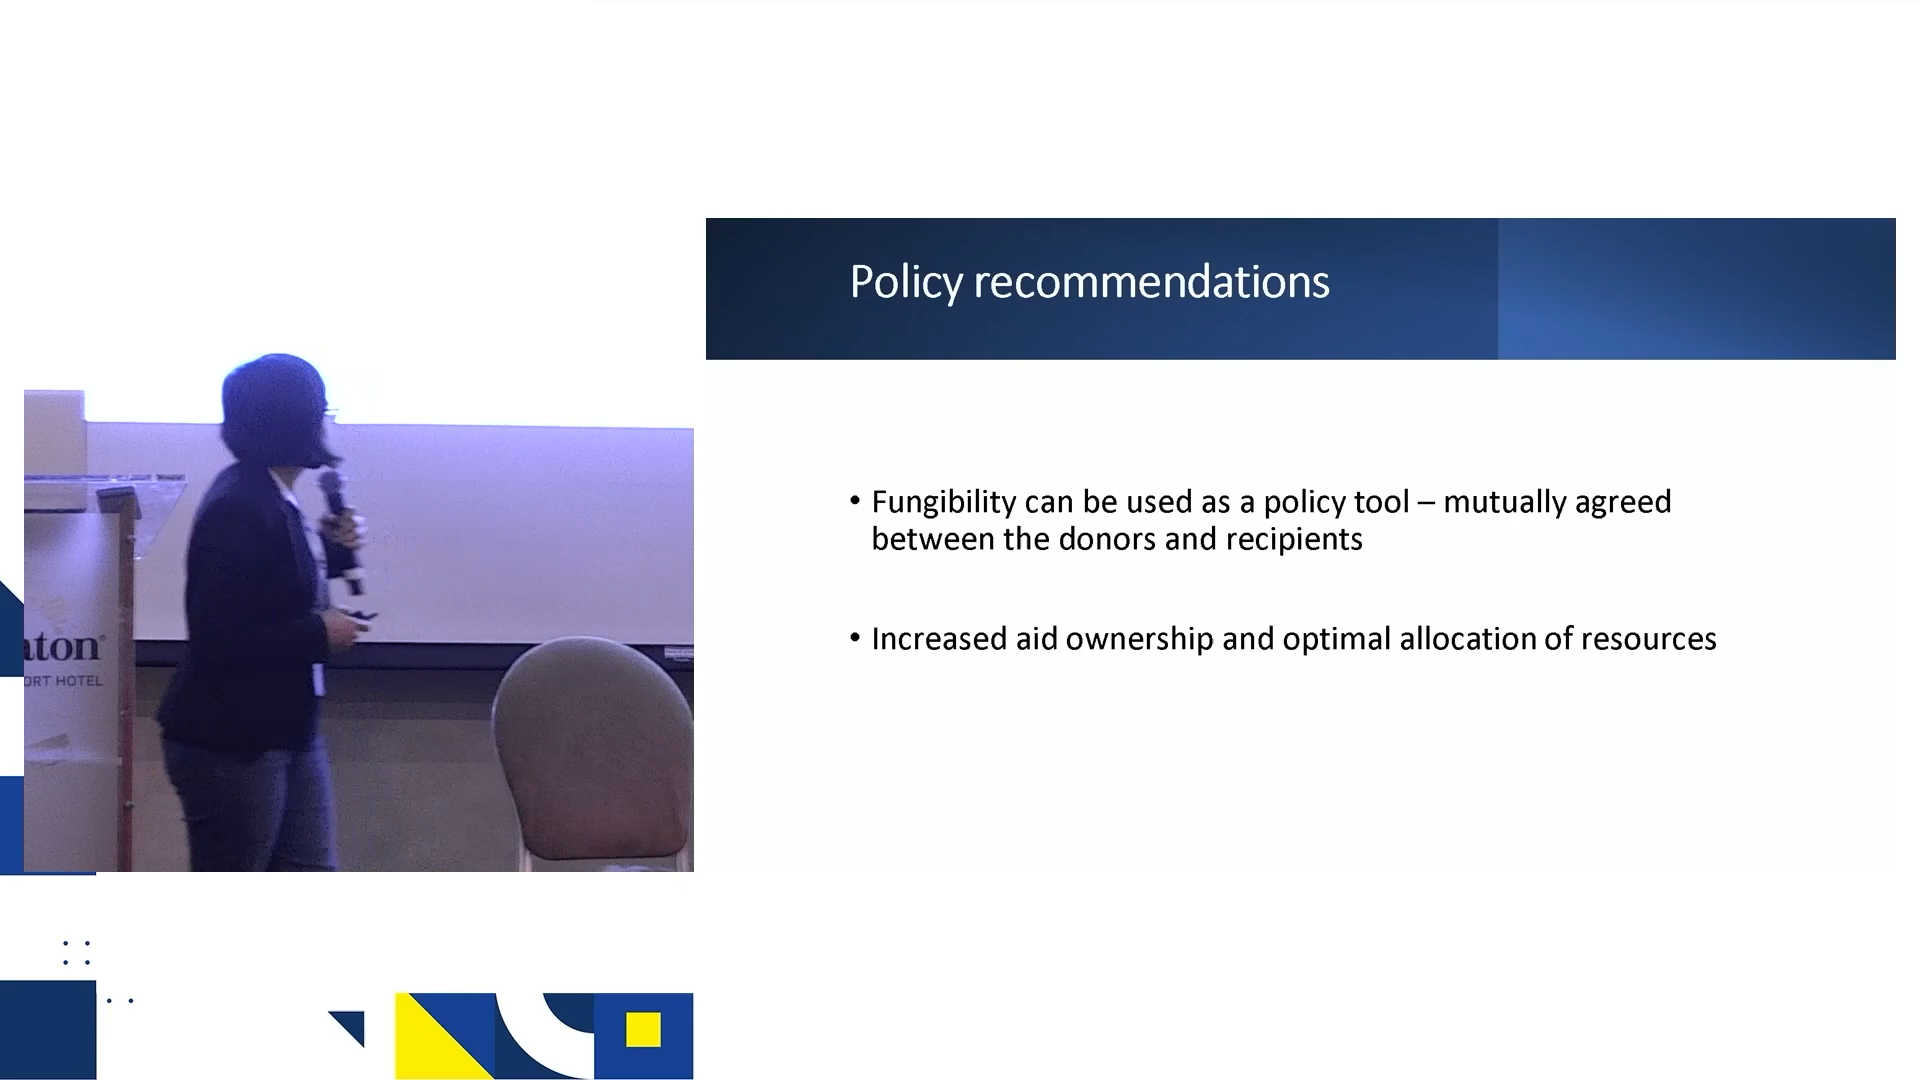 Policy recommendations
• Fungibility can be used as a policy tool – mutually agreed
between the donors and recipients
• Increased aid ownership and optimal allocation of resources
aton
ORT HOTEL